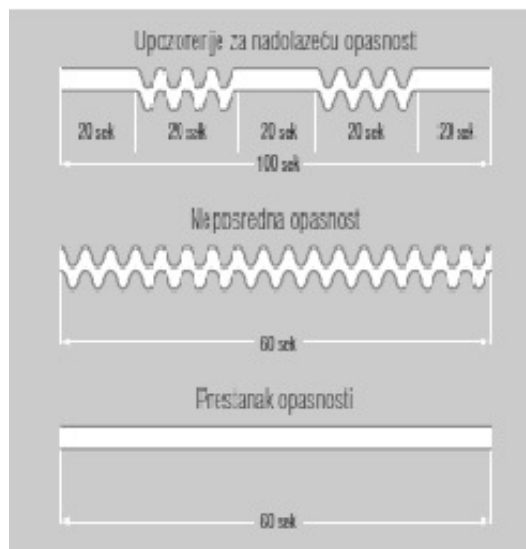 Upozorenje za nadolazeću opasnost
20 sek 20 sek 20 sek 20 sek 20 sek
100 sek
Neposredna opasnost
60 sek
Prestanak opasnosti
60 sek